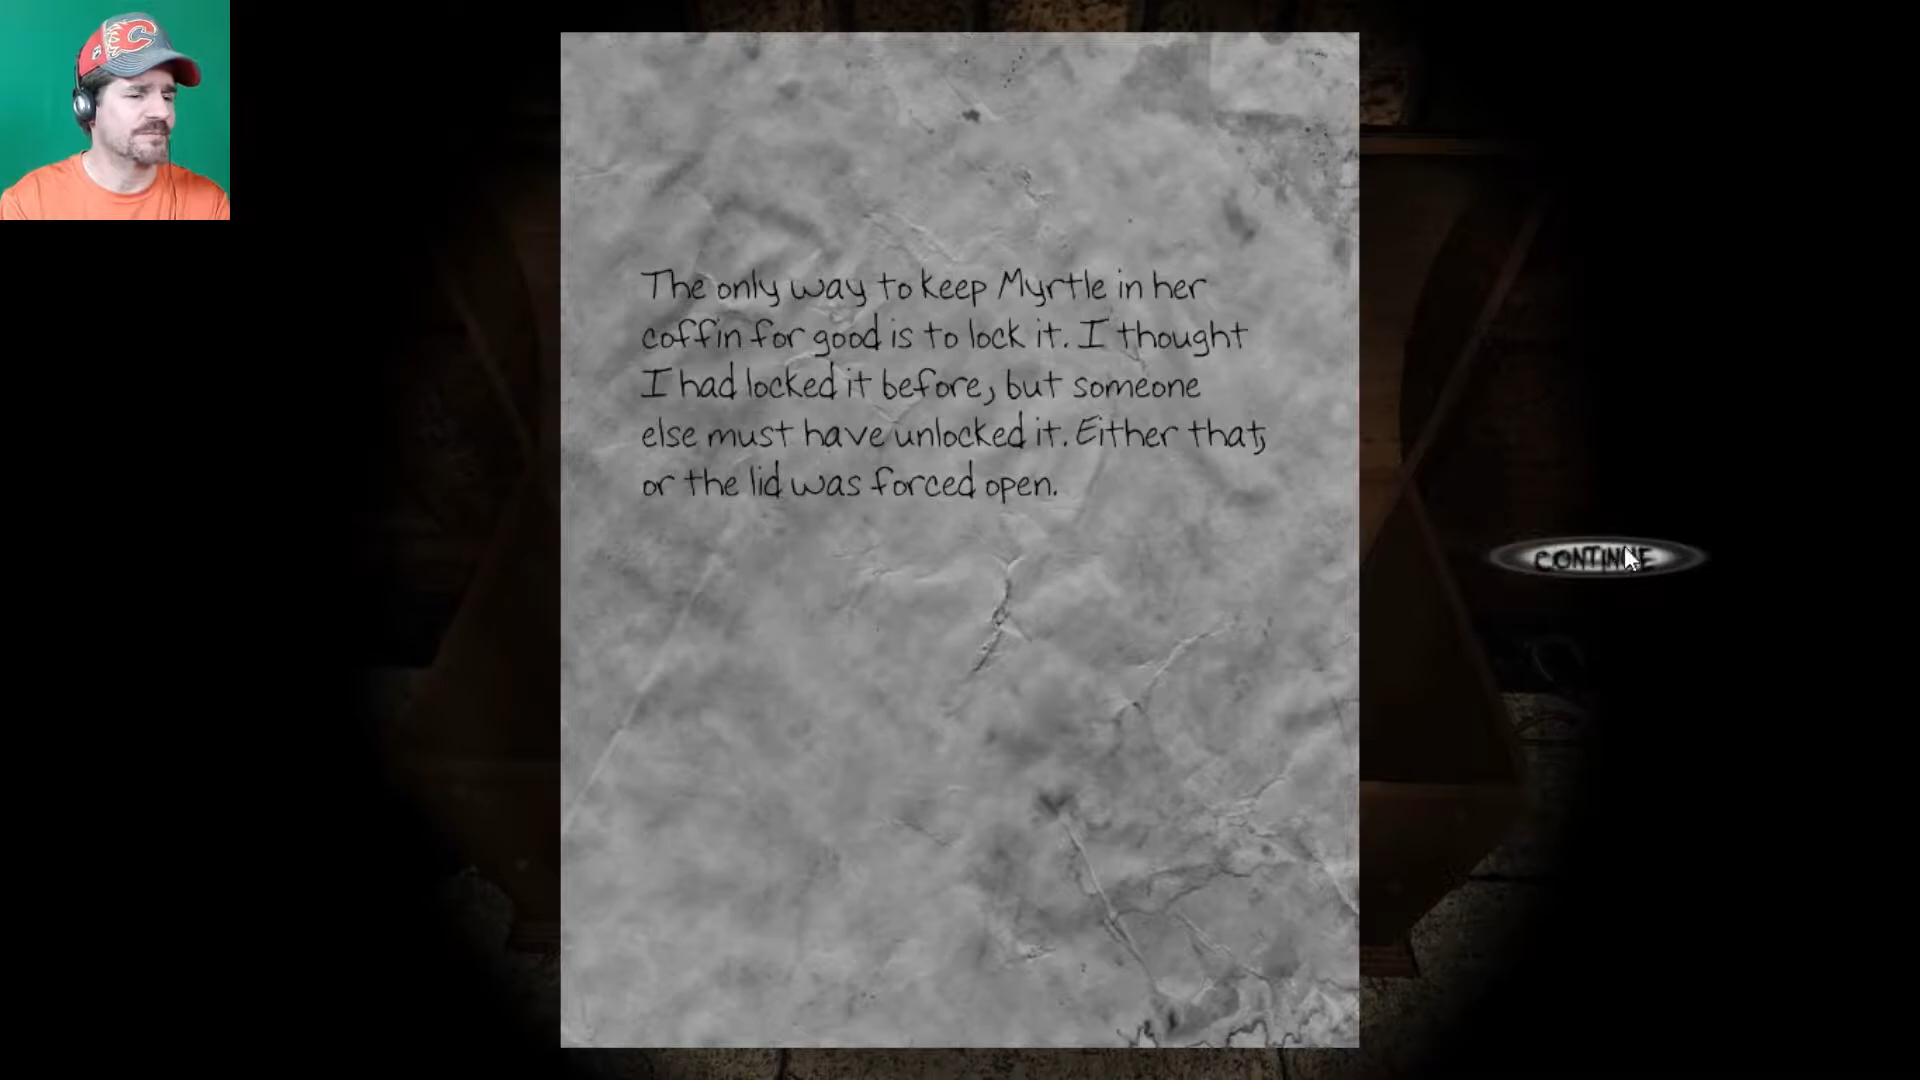 The only way to keep Myrtle in her
coffin for good is to lock it. I thought
I had locked it before, but someone
else must have unlocked it. Either that,
or the lid was forced open.
CONTINUE